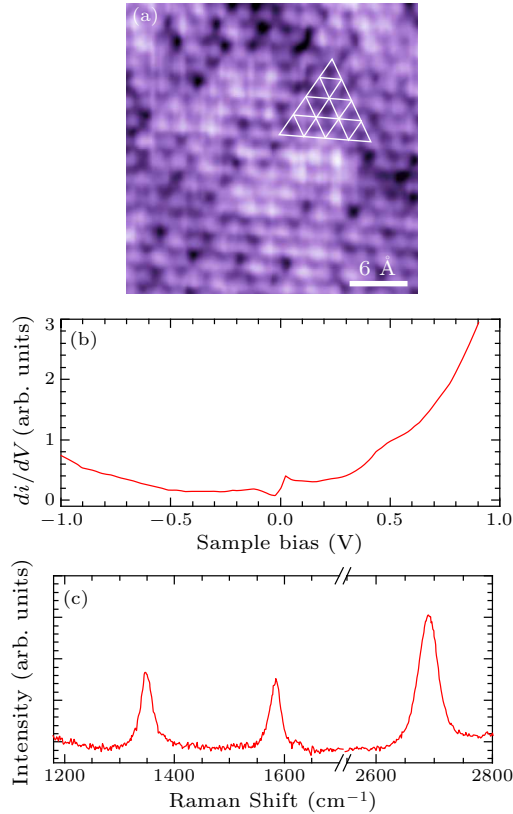 (a)
6 Å
(b)
di/dV (arb. units)
3
2
1
0
−1.0 −0.5 0.0 0.5 1.0
Sample bias (V)
(c)
Intensity (arb. units)
1200 1400 1600 2600 2800
Raman Shift (cm⁻¹)